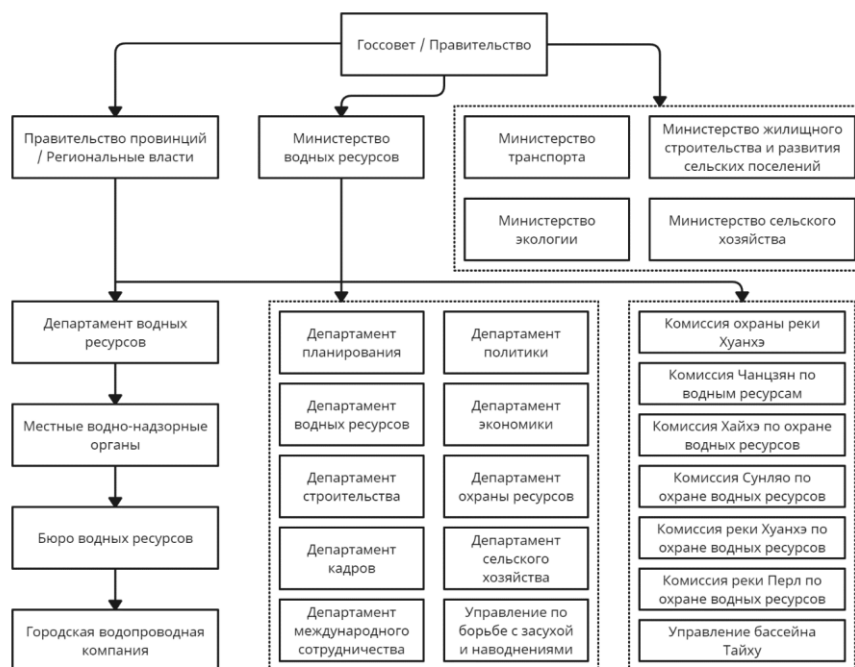 Госсовет / Правительство
Правительство провинций
/ Региональные власти
Министерство
водных ресурсов
Министерство
транспорта
Министерство жилищного
строительства и развития
сельских поселений
Министерство
экологии
Министерство сельского
хозяйства
Департамент водных
ресурсов
Местные водно-надзорные
органы
Бюро водных ресурсов
Городская водопроводная
компания
Департамент
планирования
Департамент
политики
Департамент
водных ресурсов
Департамент
экономики
Департамент
строительства
Департамент
охраны ресурсов
Департамент
кадров
Департамент
сельского
хозяйства
Департамент
международного
сотрудничества
Управление по
борьбе с засухой
и наводнениями
Комиссия охраны реки
Хуанхэ
Комиссия Чанцзян по
водным ресурсам
Комиссия Хайхэ по охране
водных ресурсов
Комиссия Сунляо по
охране водных ресурсов
Комиссия реки Хуанхэ по
охране водных ресурсов
Комиссия реки Перл по
охране водных ресурсов
Управление бассейна
Тайху